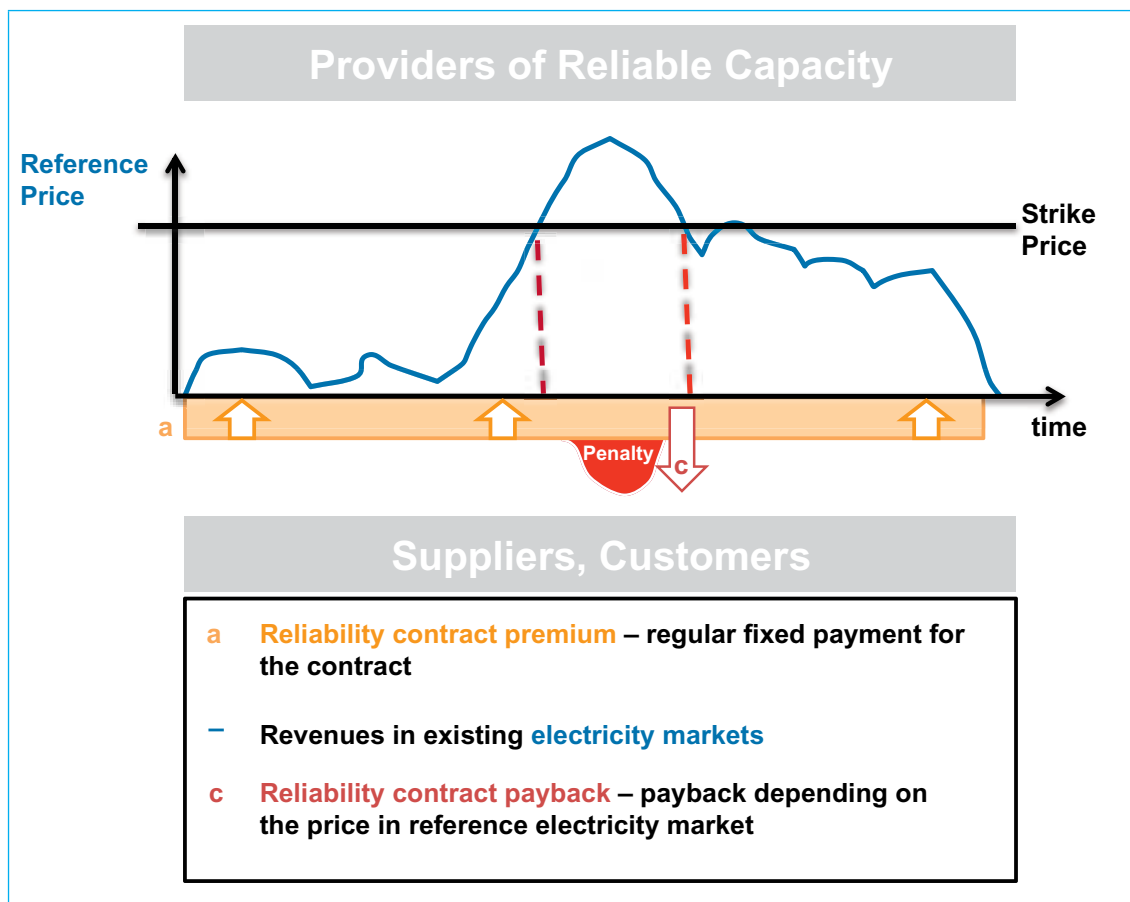 Providers of Reliable Capacity
Reference
Price
Strike
Price
a
time
Penalty
c
Suppliers, Customers
a Reliability contract premium – regular fixed payment for
the contract
– Revenues in existing electricity markets
c Reliability contract payback – payback depending on
the price in reference electricity market